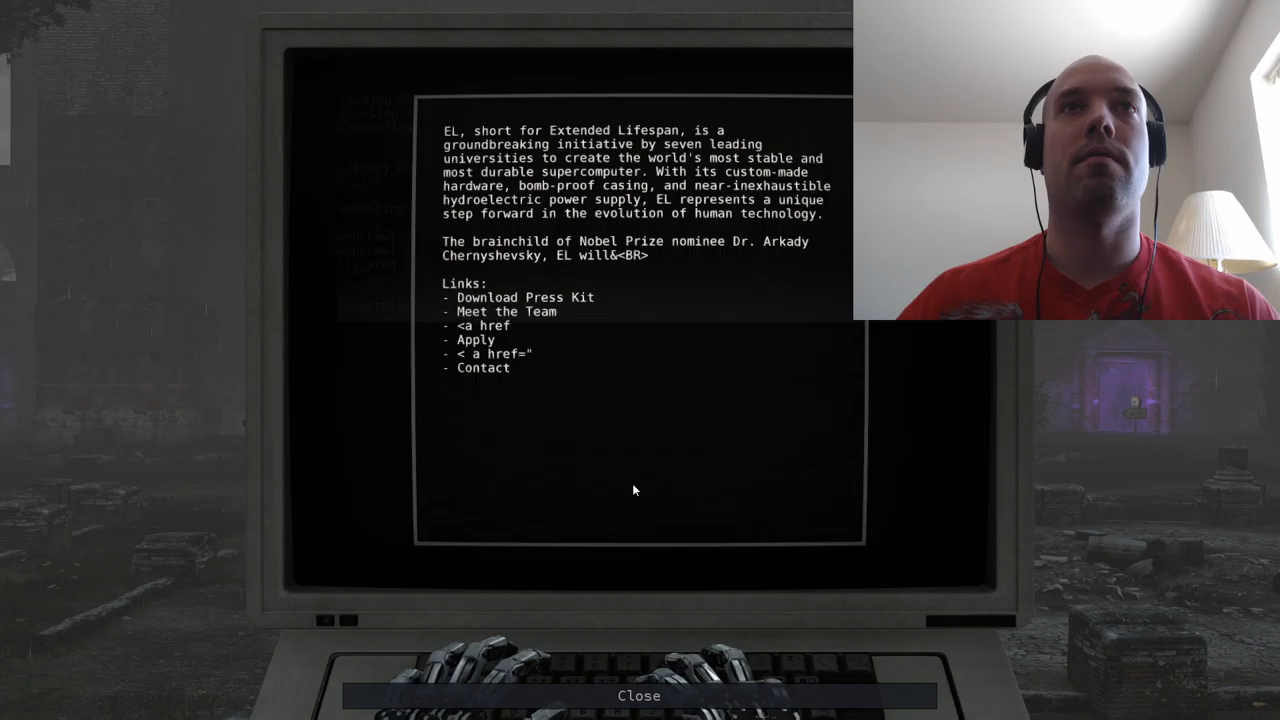 EL, short for Extended Lifespan, is a
groundbreaking initiative by seven leading
universities to create the world's most stable and
most durable supercomputer. With its custom-made
hardware, bomb-proof casing, and near-inexhaustible
hydroelectric power supply, EL represents a unique
step forward in the evolution of human technology.
The brainchild of Nobel Prize nominee Dr. Arkady
Chernyshevsky, EL will&<BR>
Links:
- Download Press Kit
- Meet the Team
- <a href
- Apply
- < a href="
- Contact
Close